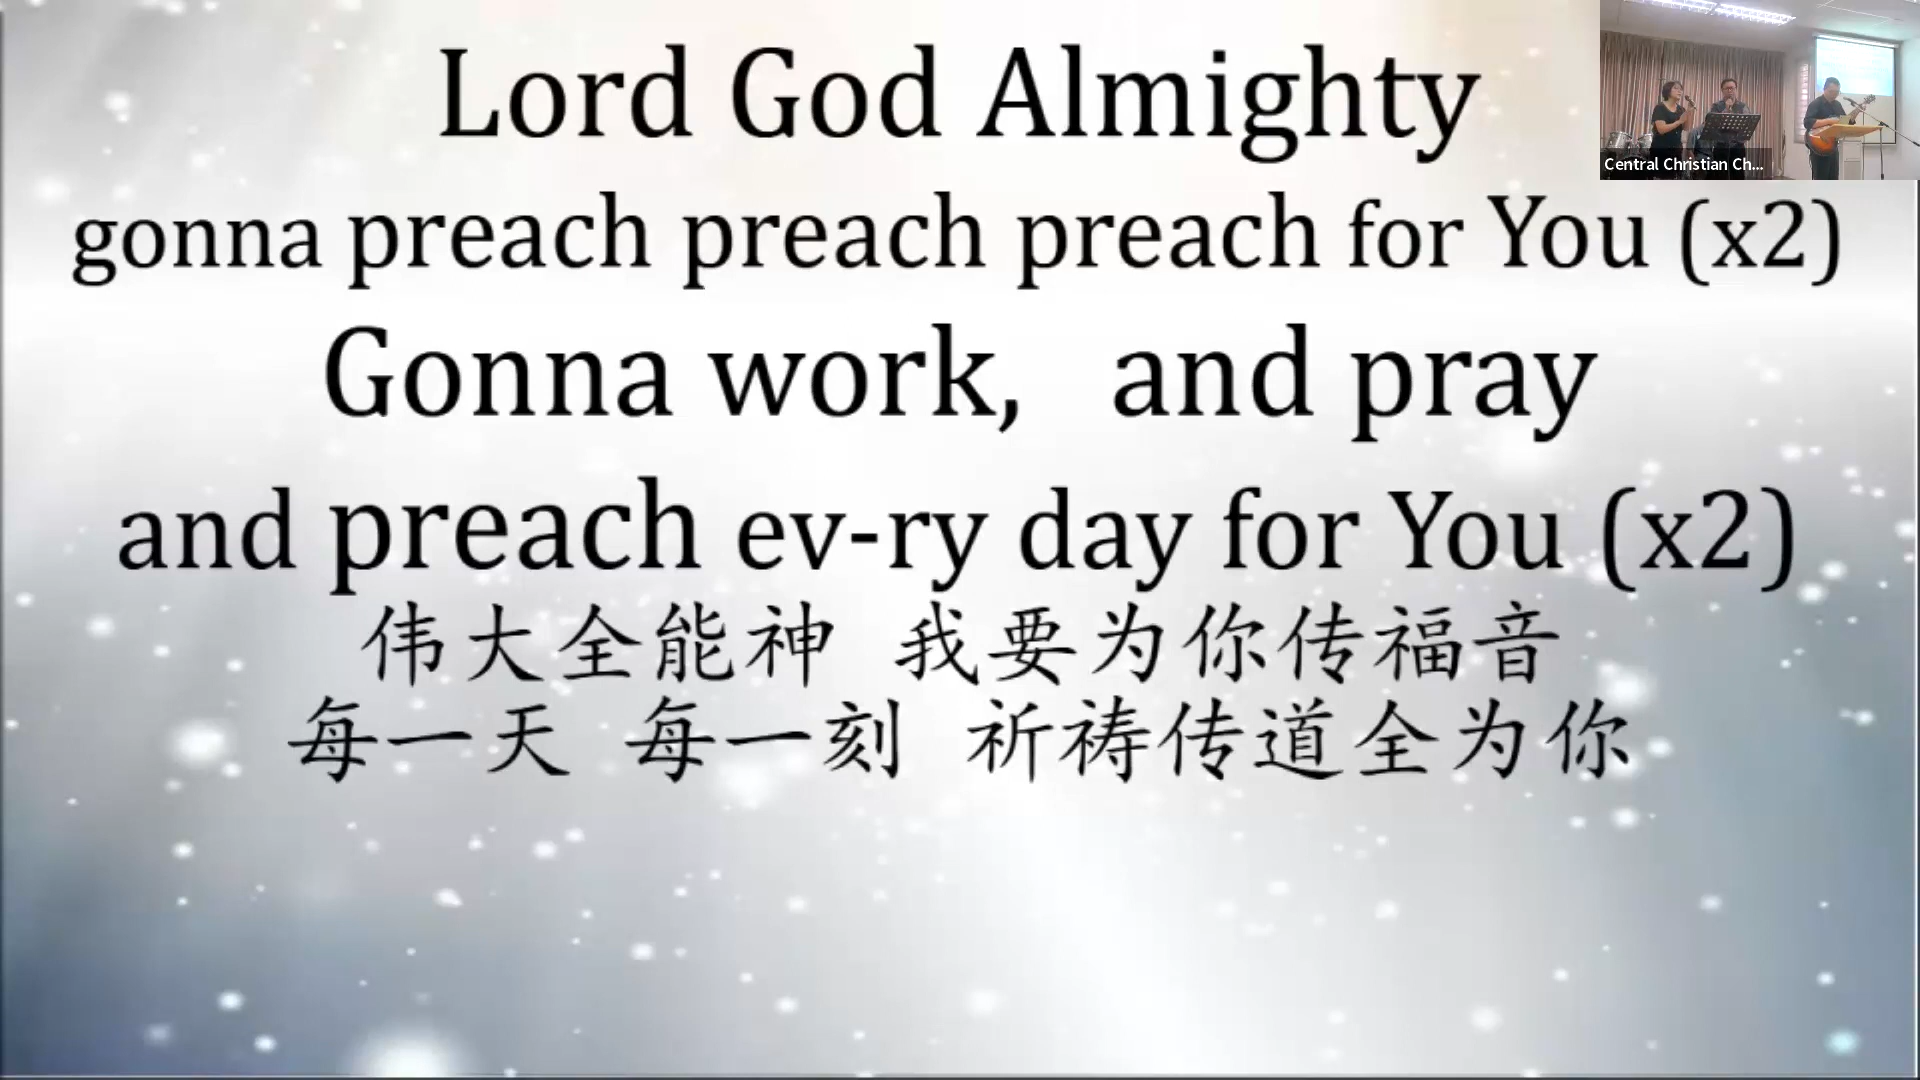 Lord God Almighty
gonna preach preach preach for You (x2)
Gonna work, and pray
and preach ev-ry day for You (x2)
伟大全能神 我要为你传福音
每一天 每一刻 祈祷传道全为你
Central Christian Ch...